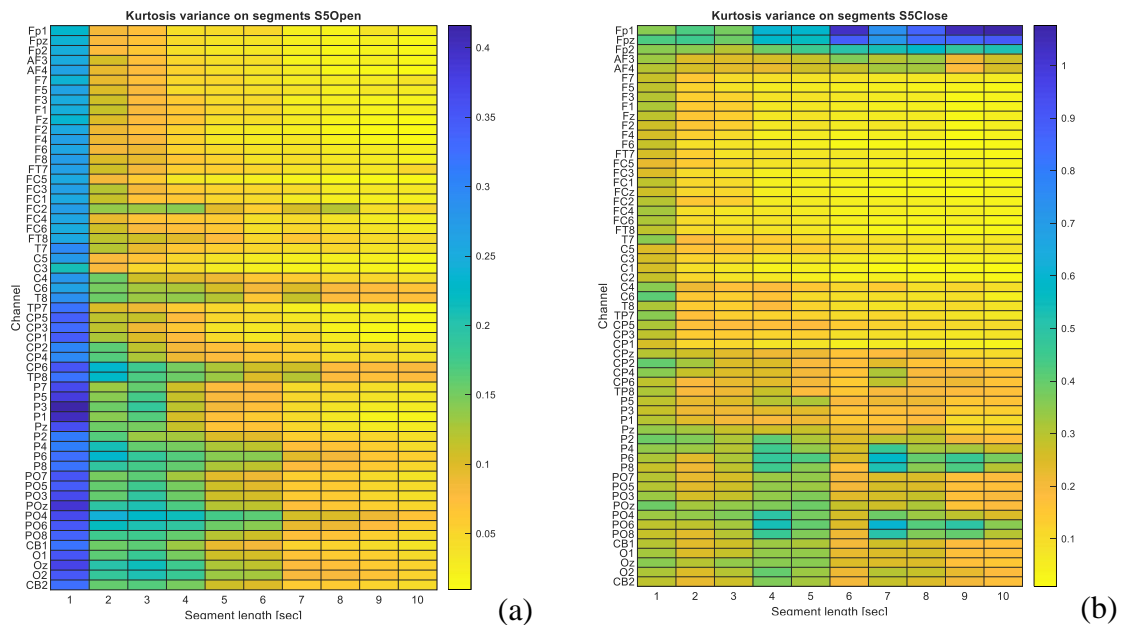 Kurtosis variance on segments S5Open
Channel
Fp1
Fpz
Fp2
AF3
AF4
F7
F5
F3
F1
Fz
F2
F4
F6
F8
FT7
FC5
FC3
FC1
FC2
FC4
FC6
FT8
T7
C5
C3
C4
C6
T8
TP7
CP5
CP3
CP1
CP2
CP4
CP6
TP8
P7
P5
P3
P1
Pz
P2
P4
P6
P8
PO7
PO5
PO3
POz
PO4
PO6
PO8
CB1
O1
Oz
O2
CB2
1 2 3 4 5 6 7 8 9 10
Segment length [sec]
0.4
0.35
0.3
0.25
0.2
0.15
0.1
0.05
(a)
Kurtosis variance on segments S5Close
Channel
Fp1
Fpz
Fp2
AF3
AF4
F7
F5
F3
F1
Fz
F2
F4
F6
FT7
FC5
FC3
FC1
FCz
FC2
FC4
FC6
FT8
T7
C5
C3
C1
C2
C4
C6
T8
TP7
CP5
CP3
CP1
CPz
CP2
CP4
CP6
TP8
P5
P3
P1
Pz
P2
P4
P6
P8
PO7
PO5
PO3
POz
PO4
PO6
PO8
CB1
O1
Oz
O2
CB2
1 2 3 4 5 6 7 8 9 10
Segment length [sec]
1
0.9
0.8
0.7
0.6
0.5
0.4
0.3
0.2
0.1
(b)